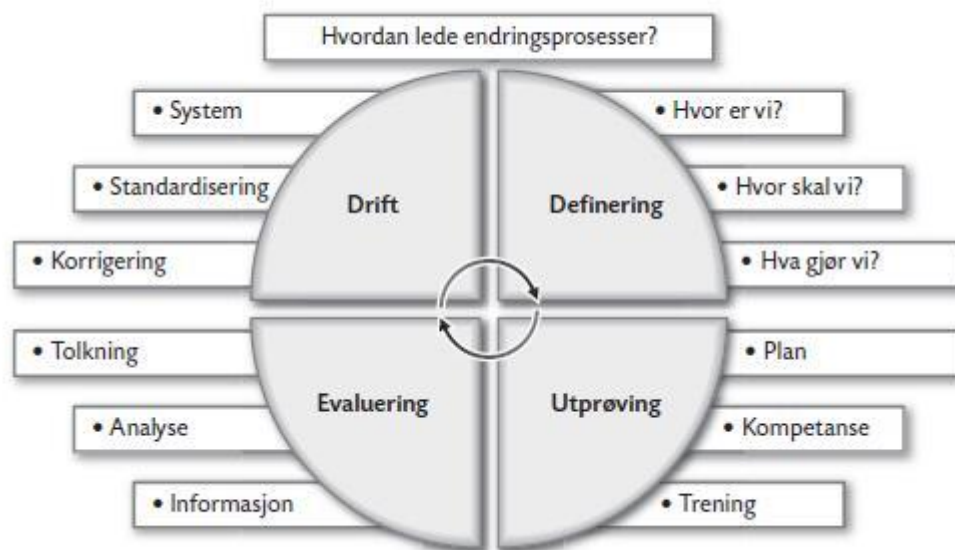 Hvordan lede endringsprosesser?
• System
• Hvor er vi?
• Standardisering
• Hvor skal vi?
Drift
Definering
• Korrigering
• Hva gjør vi?
• Tolkning
• Plan
Evaluering
Utprøving
• Analyse
• Kompetanse
• Informasjon
• Trening